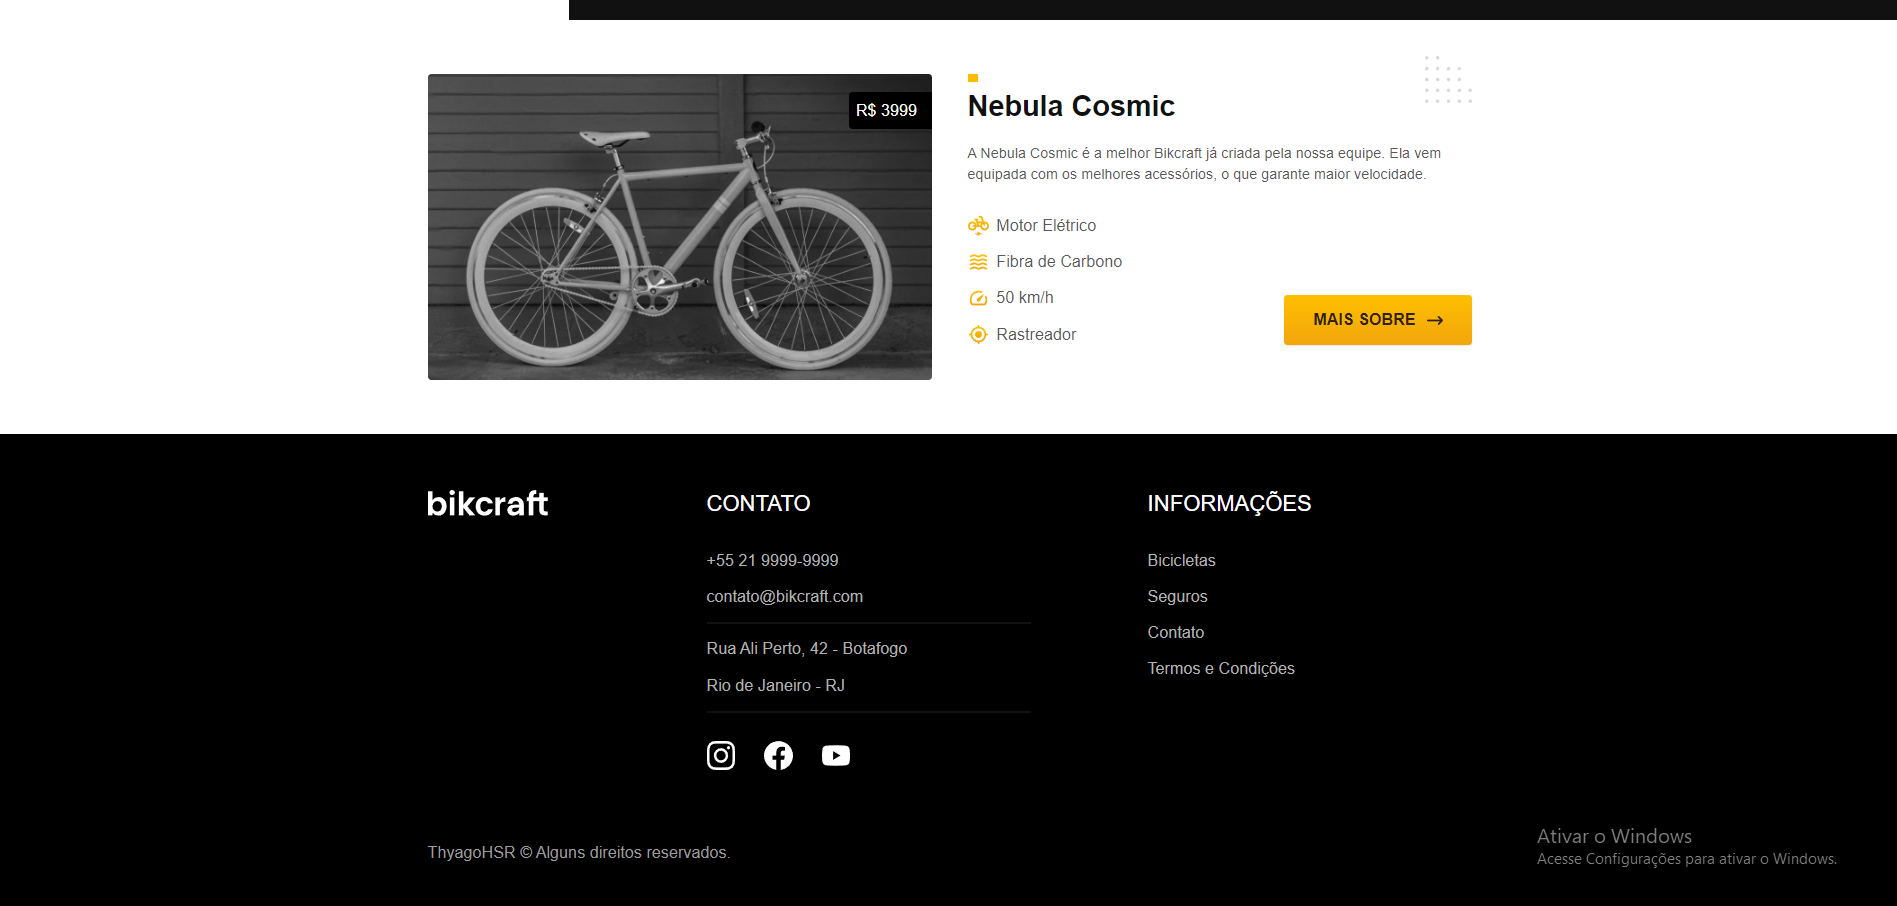 R$ 3999
Nebula Cosmic
A Nebula Cosmic é a melhor Bikcraft já criada pela nossa equipe. Ela vem
equipada com os melhores acessórios, o que garante maior velocidade.
Motor Elétrico
Fibra de Carbono
50 km/h
Rastreador
MAIS SOBRE
bikcraft
CONTATO
+55 21 9999-9999
contato@bikcraft.com
Rua Ali Perto, 42 - Botafogo
Rio de Janeiro - RJ
INFORMAÇÕES
Bicicletas
Seguros
Contato
Termos e Condições
ThyagoHSR © Alguns direitos reservados.
Ativar o Windows
Acesse Configurações para ativar o Windows.